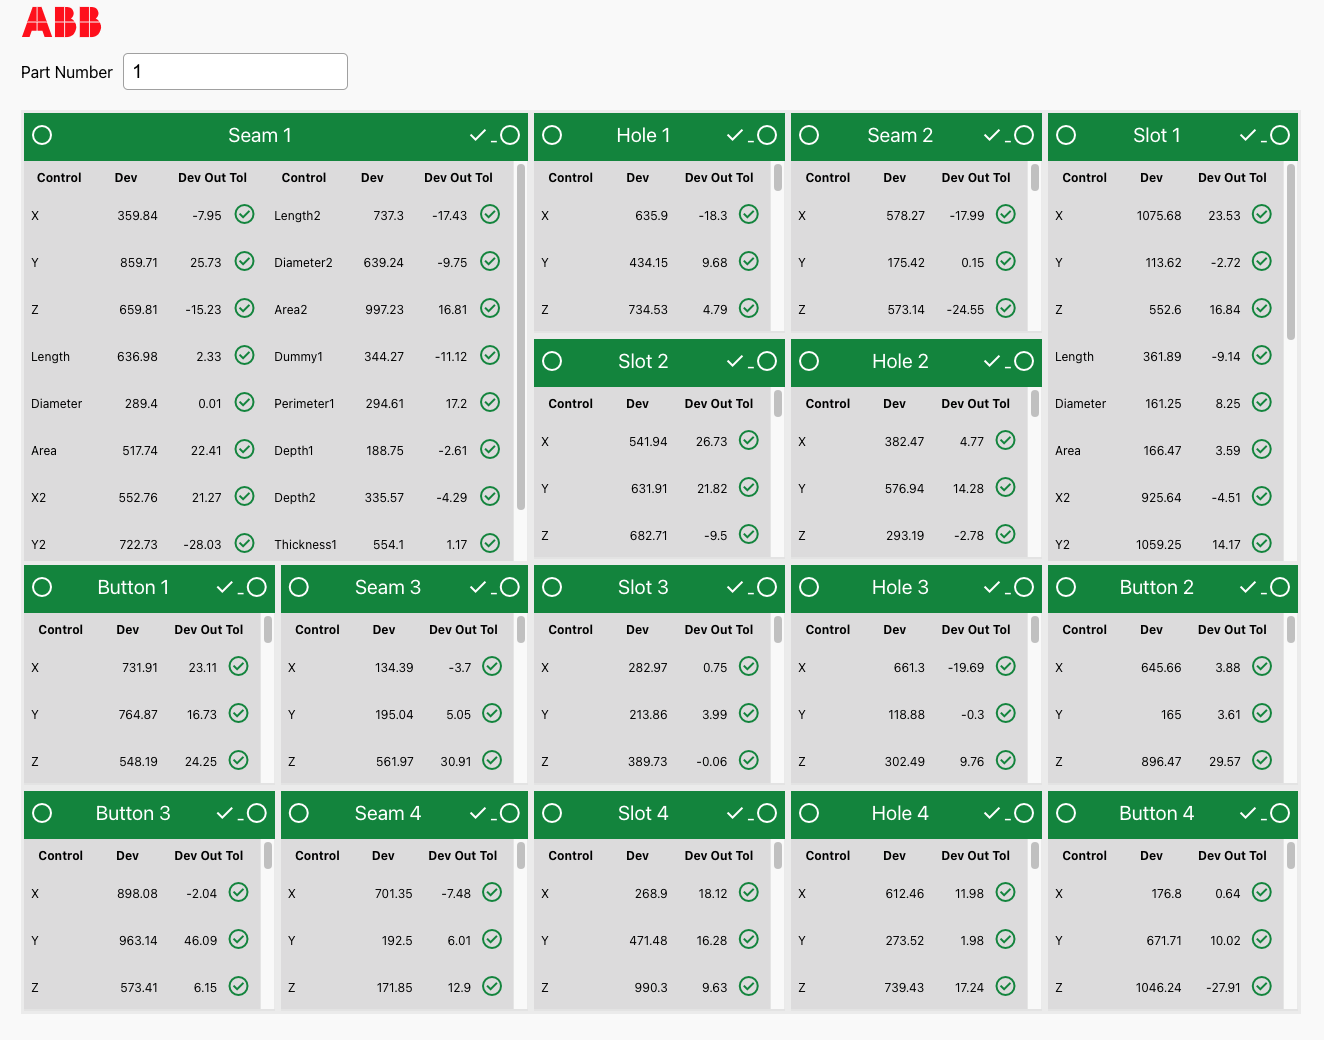 ABB
Part Number 1
Seam 1
Control Dev Dev Out Tol Control Dev Dev Out Tol
X 359.84 -7.95 Length2 737.3 -17.43
Y 859.71 25.73 Diameter2 639.24 -9.75
Z 659.81 -15.23 Area2 997.23 16.81
Length 636.98 2.33 Dummy1 344.27 -11.12
Diameter 289.4 0.01 Perimeter1 294.61 17.2
Area 517.74 22.41 Depth1 188.75 -2.61
X2 552.76 21.27 Depth2 335.57 -4.29
Y2 722.73 -28.03 Thickness1 554.1 1.17
Hole 1
Control Dev Dev Out Tol
X 635.9 -18.3
Y 434.15 9.68
Z 734.53 4.79
Seam 2
Control Dev Dev Out Tol
X 578.27 -17.99
Y 175.42 0.15
Z 573.14 -24.55
Slot 1
Control Dev Dev Out Tol
X 1075.68 23.53
Y 113.62 -2.72
Z 552.6 16.84
Length 361.89 -9.14
Diameter 161.25 8.25
Area 166.47 3.59
X2 925.64 -4.51
Y2 1059.25 14.17
Slot 2
Control Dev Dev Out Tol
X 541.94 26.73
Y 631.91 21.82
Z 682.71 -9.5
Hole 2
Control Dev Dev Out Tol
X 382.47 4.77
Y 576.94 14.28
Z 293.19 -2.78
Button 1
Control Dev Dev Out Tol
X 731.91 23.11
Y 764.87 16.73
Z 548.19 24.25
Seam 3
Control Dev Dev Out Tol
X 134.39 -3.7
Y 195.04 5.05
Z 561.97 30.91
Slot 3
Control Dev Dev Out Tol
X 282.97 0.75
Y 213.86 3.99
Z 389.73 -0.06
Hole 3
Control Dev Dev Out Tol
X 661.3 -19.69
Y 118.88 -0.3
Z 302.49 9.76
Button 2
Control Dev Dev Out Tol
X 645.66 3.88
Y 165 3.61
Z 896.47 29.57
Button 3
Control Dev Dev Out Tol
X 898.08 -2.04
Y 963.14 46.09
Z 573.41 6.15
Seam 4
Control Dev Dev Out Tol
X 701.35 -7.48
Y 192.5 6.01
Z 171.85 12.9
Slot 4
Control Dev Dev Out Tol
X 268.9 18.12
Y 471.48 16.28
Z 990.3 9.63
Hole 4
Control Dev Dev Out Tol
X 612.46 11.98
Y 273.52 1.98
Z 739.43 17.24
Button 4
Control Dev Dev Out Tol
X 176.8 0.64
Y 671.71 10.02
Z 1046.24 -27.91